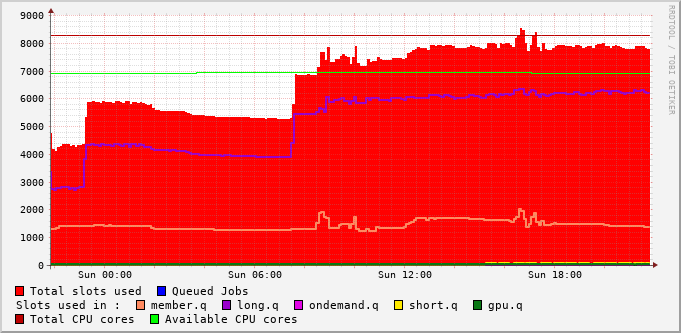 RRDTOOL / TOBI OETIKER
9000
8000
7000
6000
5000
4000
3000
2000
1000
0
Sun 00:00 Sun 06:00 Sun 12:00 Sun 18:00
Total slots used Queued Jobs
Slots used in : member.q long.q ondemand.q short.q gpu.q
Total CPU cores Available CPU cores